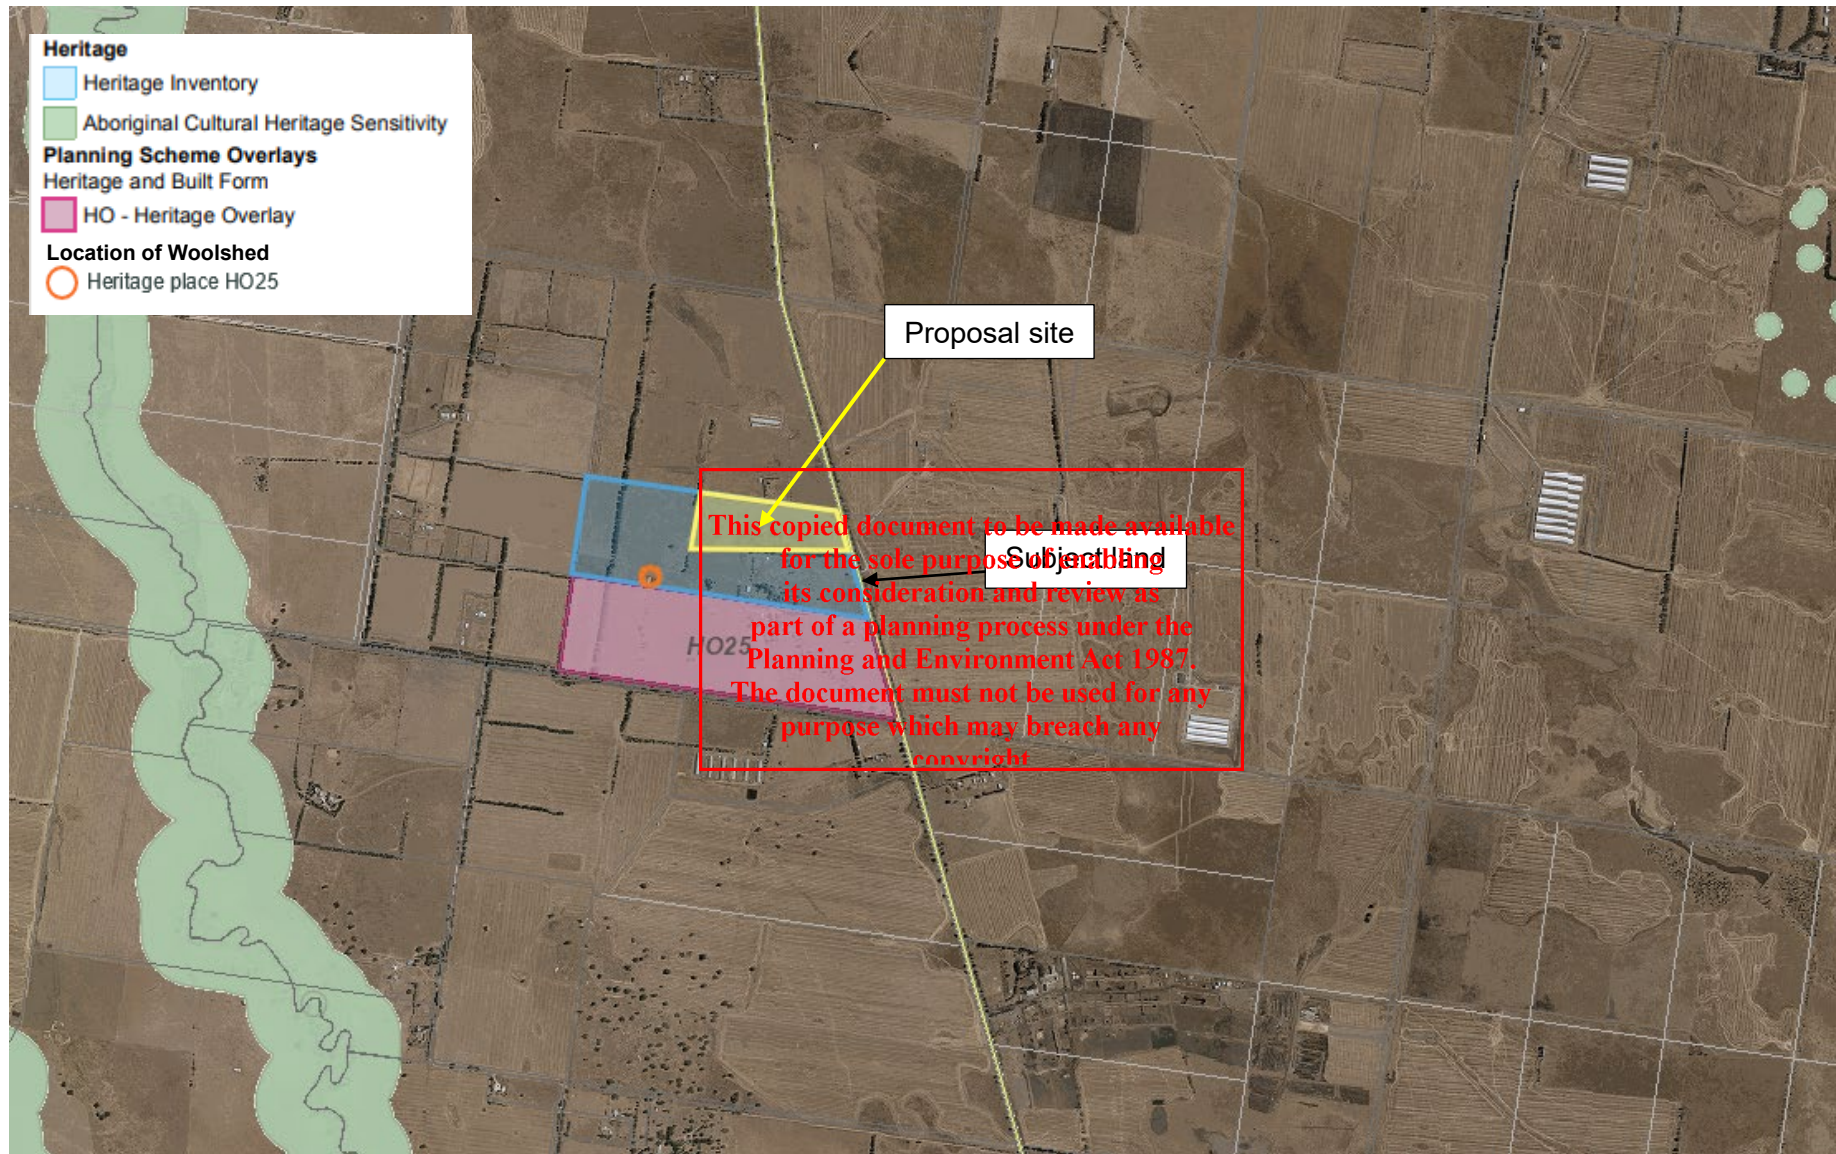 Heritage
Heritage Inventory
Aboriginal Cultural Heritage Sensitivity
Planning Scheme Overlays
Heritage and Built Form
HO - Heritage Overlay
Location of Woolshed
Heritage place HO25
Proposal site
This copied document to be made available
for the sole purpose of enabling
Subject land
its consideration and review as
part of a planning process under the
HO25
Planning and Environment Act 1987.
The document must not be used for any
purpose which may breach any
copyright